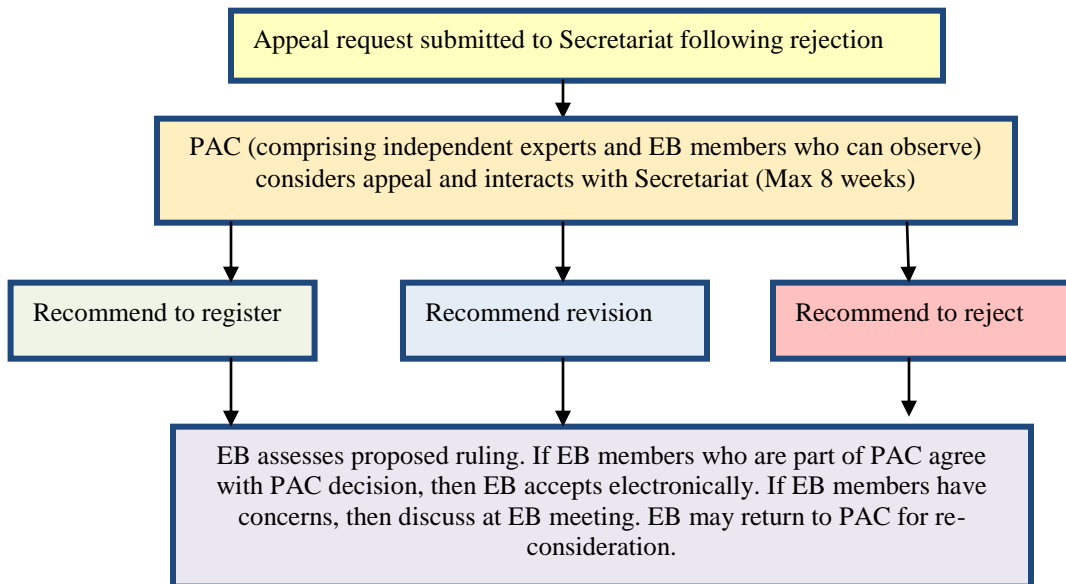 Appeal request submitted to Secretariat following rejection
PAC (comprising independent experts and EB members who can observe)
considers appeal and interacts with Secretariat (Max 8 weeks)
Recommend to register
Recommend revision
Recommend to reject
EB assesses proposed ruling. If EB members who are part of PAC agree
with PAC decision, then EB accepts electronically. If EB members have
concerns, then discuss at EB meeting. EB may return to PAC for re-
consideration.